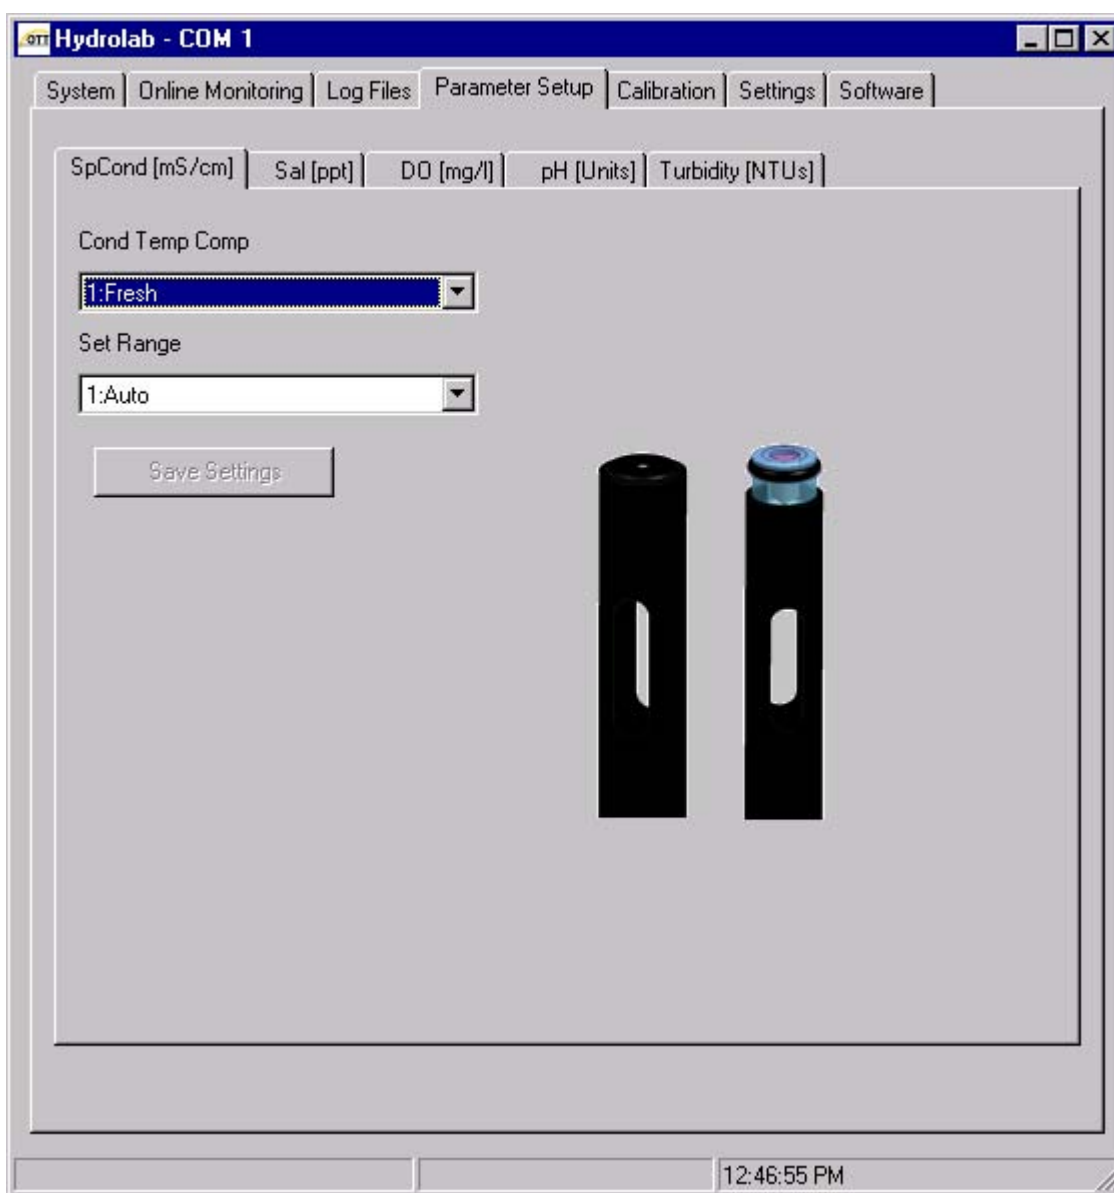 OTT Hydrolab - COM 1
System Online Monitoring Log Files Parameter Setup Calibration Settings Software
SpCond [mS/cm] Sal [ppt] DO [mg/l] pH [Units] Turbidity [NTUs]
Cond Temp Comp
1:Fresh
Set Range
1:Auto
Save Settings
12:46:55 PM